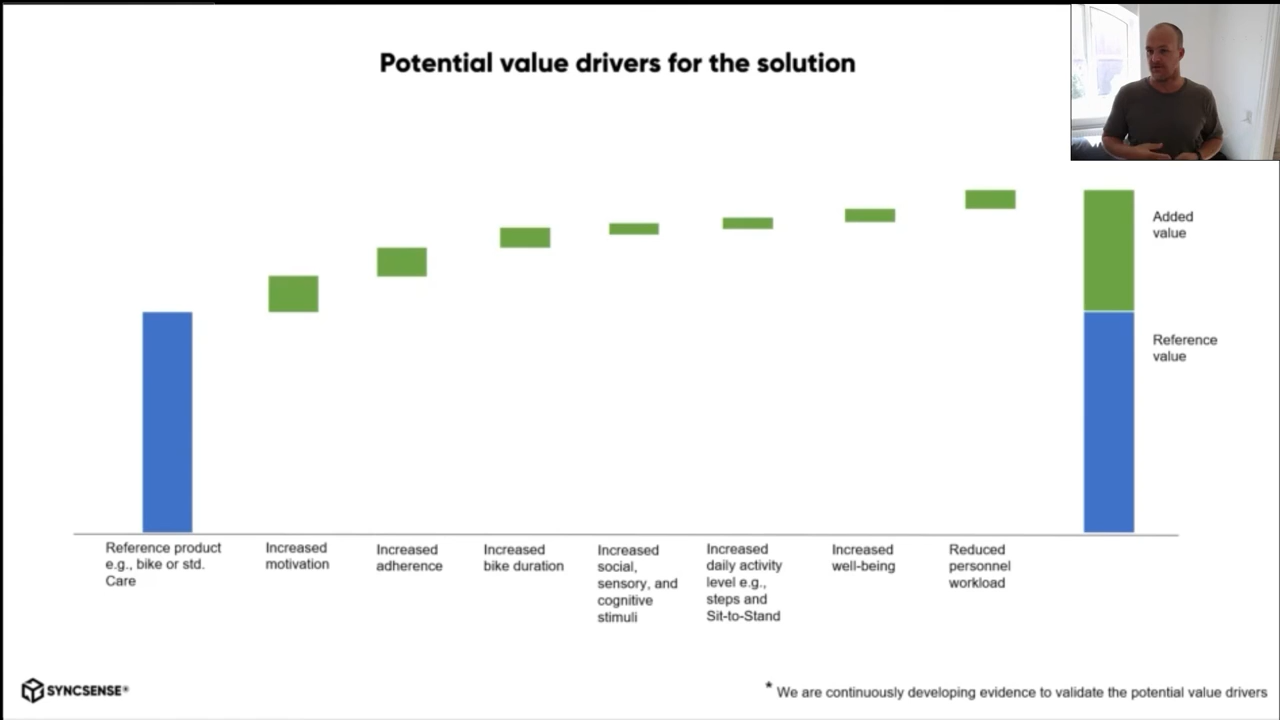 Potential value drivers for the solution
Added
value
Reference
value
Reference product
e.g., bike or std.
Care
Increased
motivation
Increased
adherence
Increased
bike duration
Increased
social,
sensory, and
cognitive
stimuli
Increased
daily activity
level e.g.,
steps and
Sit-to-Stand
Increased
well-being
Reduced
personnel
workload
SYNCSENSE®
* We are continuously developing evidence to validate the potential value drivers